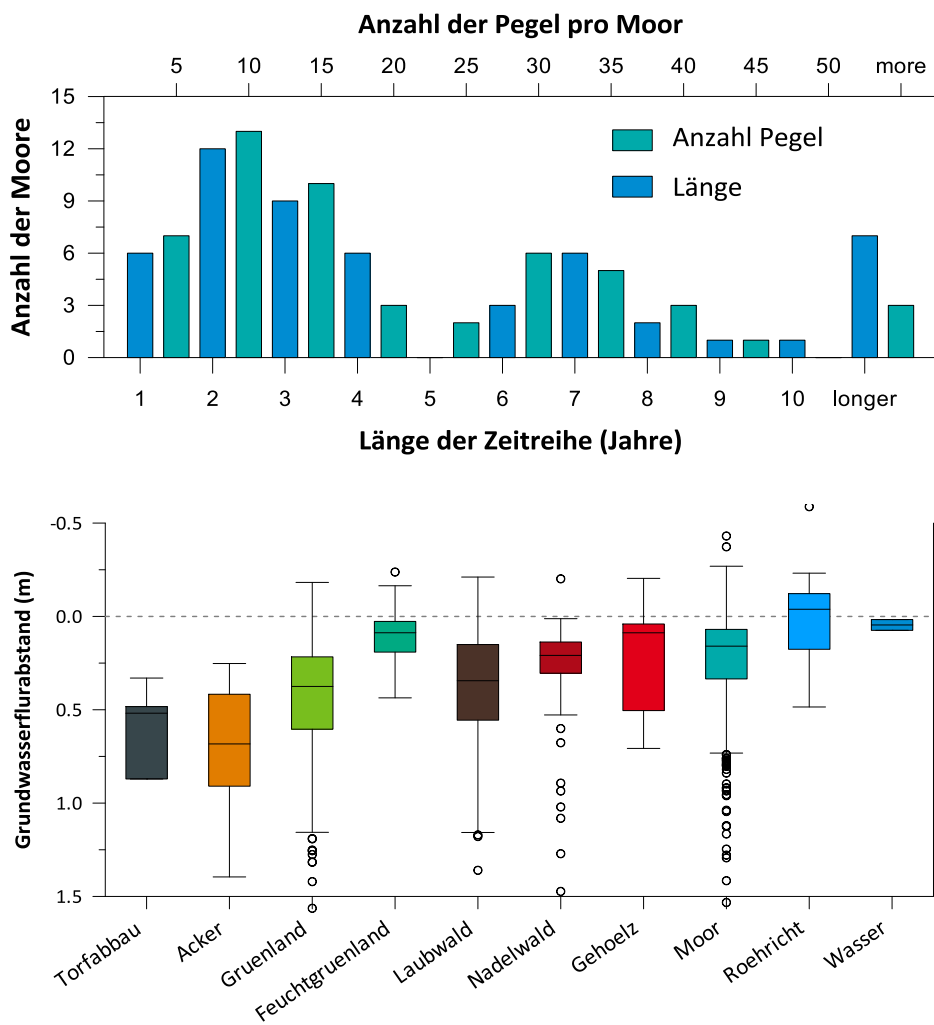 Anzahl der Pegel pro Moor
5 10 15 20 25 30 35 40 45 50 more
15
12
9
6
3
0
Anzahl der Moore
Anzahl Pegel
Länge
1 2 3 4 5 6 7 8 9 10 longer
Länge der Zeitreihe (Jahre)
-0.5
0.0
0.5
1.0
1.5
Grundwasserflurabstand (m)
Torfabbau
Acker
Gruenland
Feuchtgruenland
Laubwald
Nadelwald
Gehoelz
Moor
Roehricht
Wasser